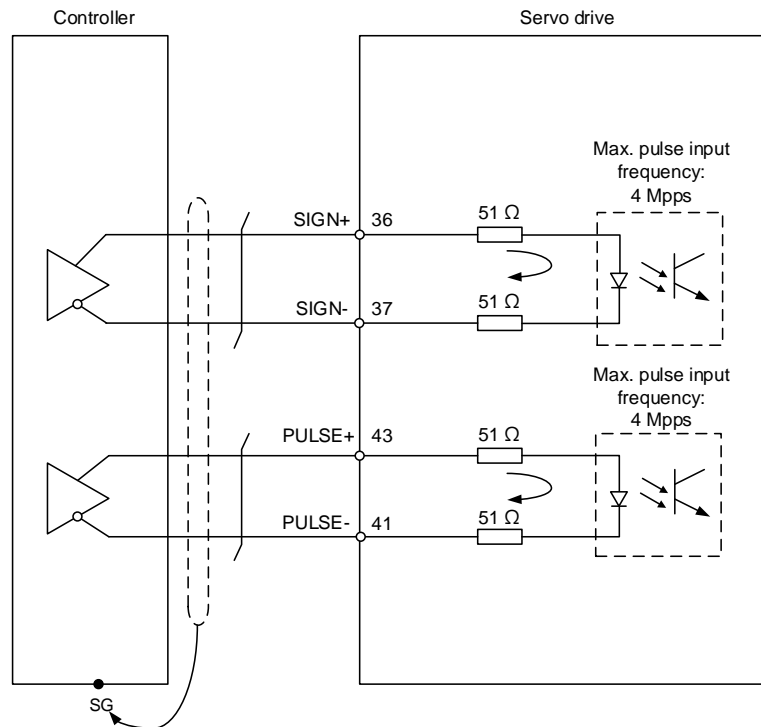 Controller
Servo drive
Max. pulse input
frequency:
4 Mpps
SIGN+
36
51 Ω
SIGN-
37
51 Ω
Max. pulse input
frequency:
4 Mpps
PULSE+
43
51 Ω
PULSE-
41
51 Ω
SG